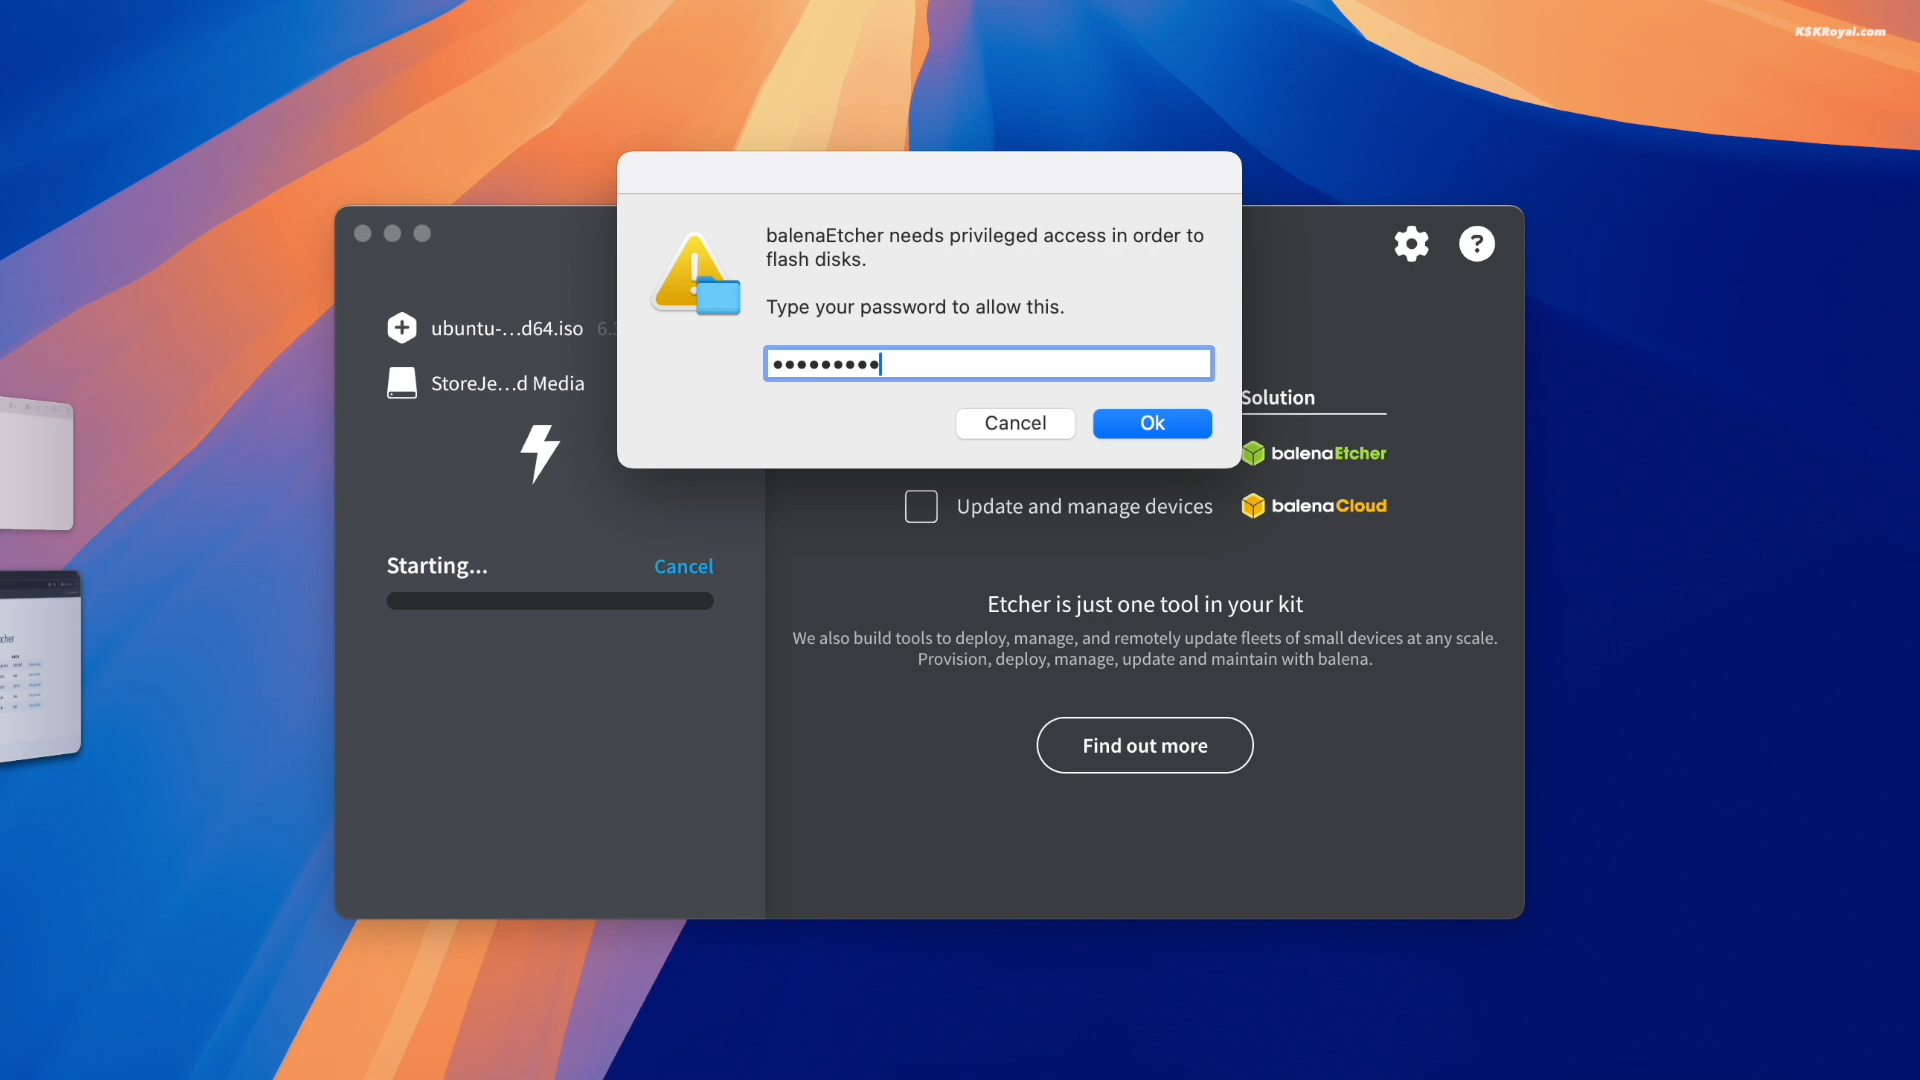 KSKRoyal.com
balenaEtcher needs privileged access in order to
flash disks.
Type your password to allow this.
•••••••••
Cancel
Ok
ubuntu-...d64.iso
StoreJe...d Media
Starting...
Cancel
Solution
balenaEtcher
Update and manage devices
balenaCloud
Etcher is just one tool in your kit
We also build tools to deploy, manage, and remotely update fleets of small devices at any scale.
Provision, deploy, manage, update and maintain with balena.
Find out more